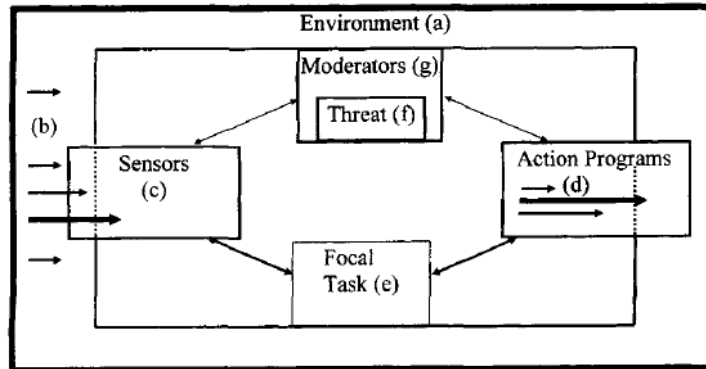 Environment (a)
Moderators (g)
Threat (f)
(b)
Sensors
(c)
Action Programs
(d)
Focal
Task (e)